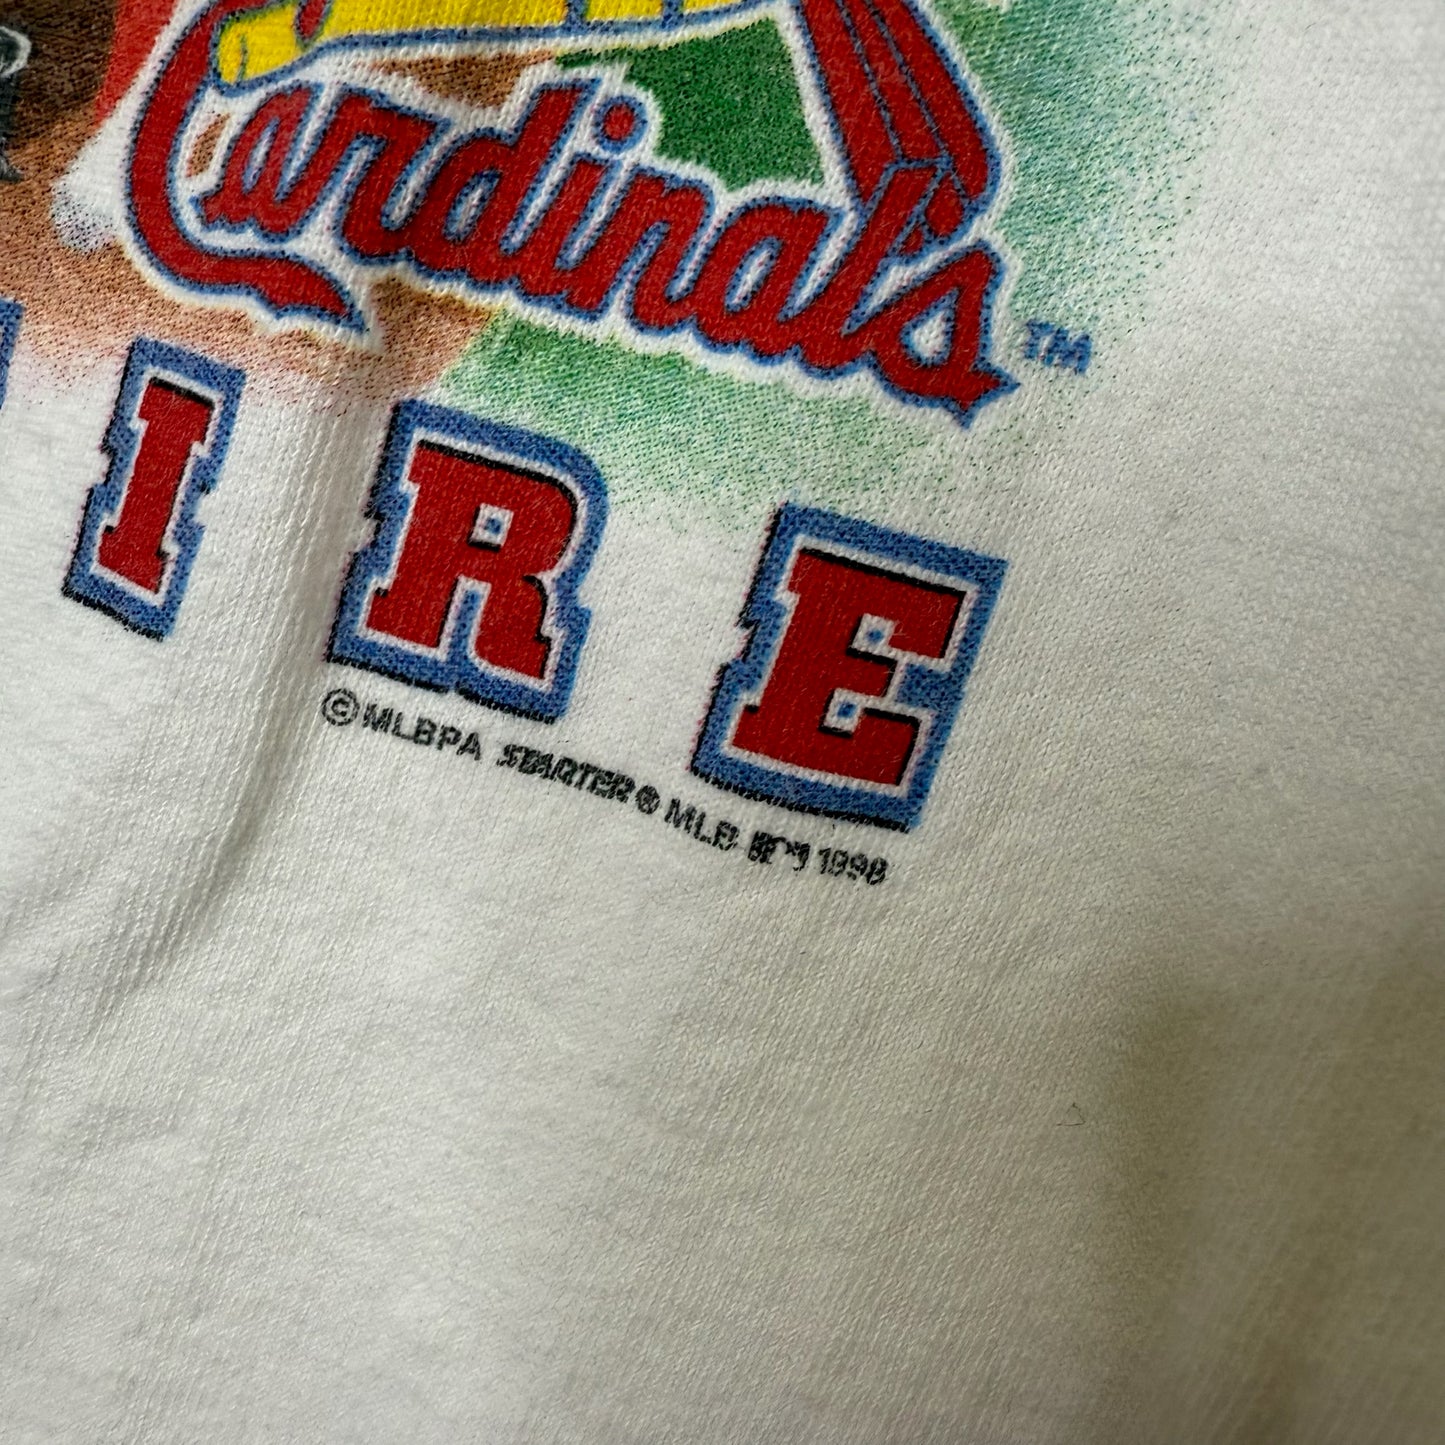 Cardinals™
IRE
©MLBPA STARTER® MLB 1998